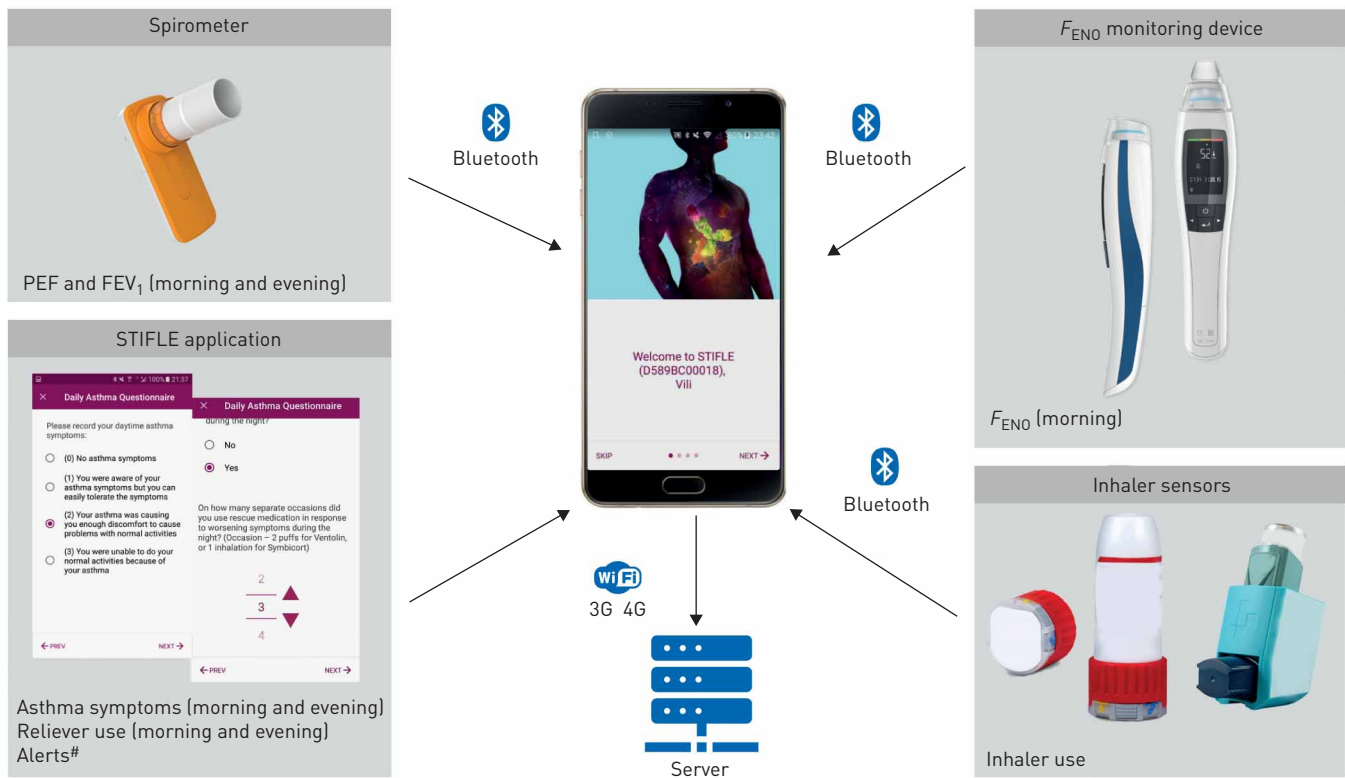 Spirometer
PEF and FEV₁ (morning and evening)
STIFLE application
100% 21:37
Daily Asthma Questionnaire
Please record your daytime asthma
symptoms:
(0) No asthma symptoms
(1) You were aware of your
asthma symptoms but you can
easily tolerate the symptoms
(2) Your asthma was causing
you enough discomfort to cause
problems with normal activities
(3) You were unable to do your
normal activities because of
your asthma
← PREV
NEXT →
Daily Asthma Questionnaire
during the night?
No
Yes
On how many separate occasions did
you use rescue medication in response
to worsening symptoms during the
night? (Occasion – 2 puffs for Ventolin,
or 1 inhalation for Symbicort)
2
3
4
← PREV
NEXT →
Asthma symptoms (morning and evening)
Reliever use (morning and evening)
Alerts#
Bluetooth
Bluetooth
23:42
Welcome to STIFLE
(D589BC00018),
Vili
SKIP
NEXT →
Bluetooth
WiFi
3G 4G
Server
FENO monitoring device
FENO (morning)
Inhaler sensors
Inhaler use